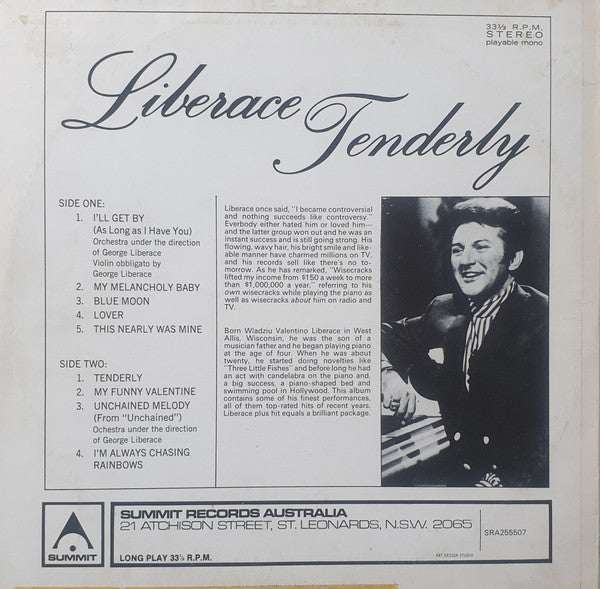 33⅓ R.P.M.
STEREO
playable mono
Liberace
Tenderly
SIDE ONE:
1. I'LL GET BY
(As Long as I Have You)
Orchestra under the direction
of George Liberace
Violin obbligato by
George Liberace
2. MY MELANCHOLY BABY
3. BLUE MOON
4. LOVER
5. THIS NEARLY WAS MINE
SIDE TWO:
1. TENDERLY
2. MY FUNNY VALENTINE
3. UNCHAINED MELODY
(From "Unchained")
Ochestra under the direction
of George Liberace
4. I'M ALWAYS CHASING
RAINBOWS
Liberace once said, "I became controversial
and nothing succeeds like controversy."
Everbody either hated him or loved him—
and the latter group won out and he was an
instant success and is still going strong. His
flowing, wavy hair, his bright smile and like-
able manner have charmed millions on TV,
and his records sell like there's no to-
morrow. As he has remarked, "Wisecracks
lifted my income from $150 a week to more
than $1,000,000 a year," referring to his
own wisecracks while playing the piano as
well as wisecracks about him on radio and
TV.
Born Wladziu Valentino Liberace in West
Allis, Wisconsin, he was the son of a
musician father and he began playing piano
at the age of four. When he was about
twenty, he started doing novelties like
"Three Little Fishes" and before long he had
an act with candelabra on the piano and,
a big success, a piano-shaped bed and
swimming pool in Hollywood. This album
contains some of his finest performances,
all of them top-rated hits of recent years.
Liberace plus hit equals a brilliant package.
SUMMIT
SUMMIT RECORDS AUSTRALIA
21 ATCHISON STREET, ST. LEONARDS, N.S.W. 2065
SRA255507
LONG PLAY 33⅓ R.P.M.
ART DESIGN STUDIO